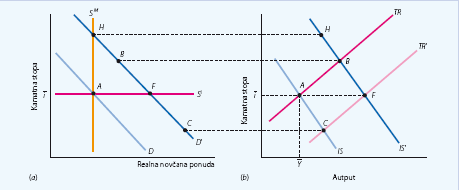 S^M
H
B
Kamatna stopa
A
F
ī
S'
C
D
D'
Realna novčana ponuda
(a)
TR
H
TR'
B
Kamatna stopa
A
F
ī
C
Ȳ
IS
IS'
Autput
(b)